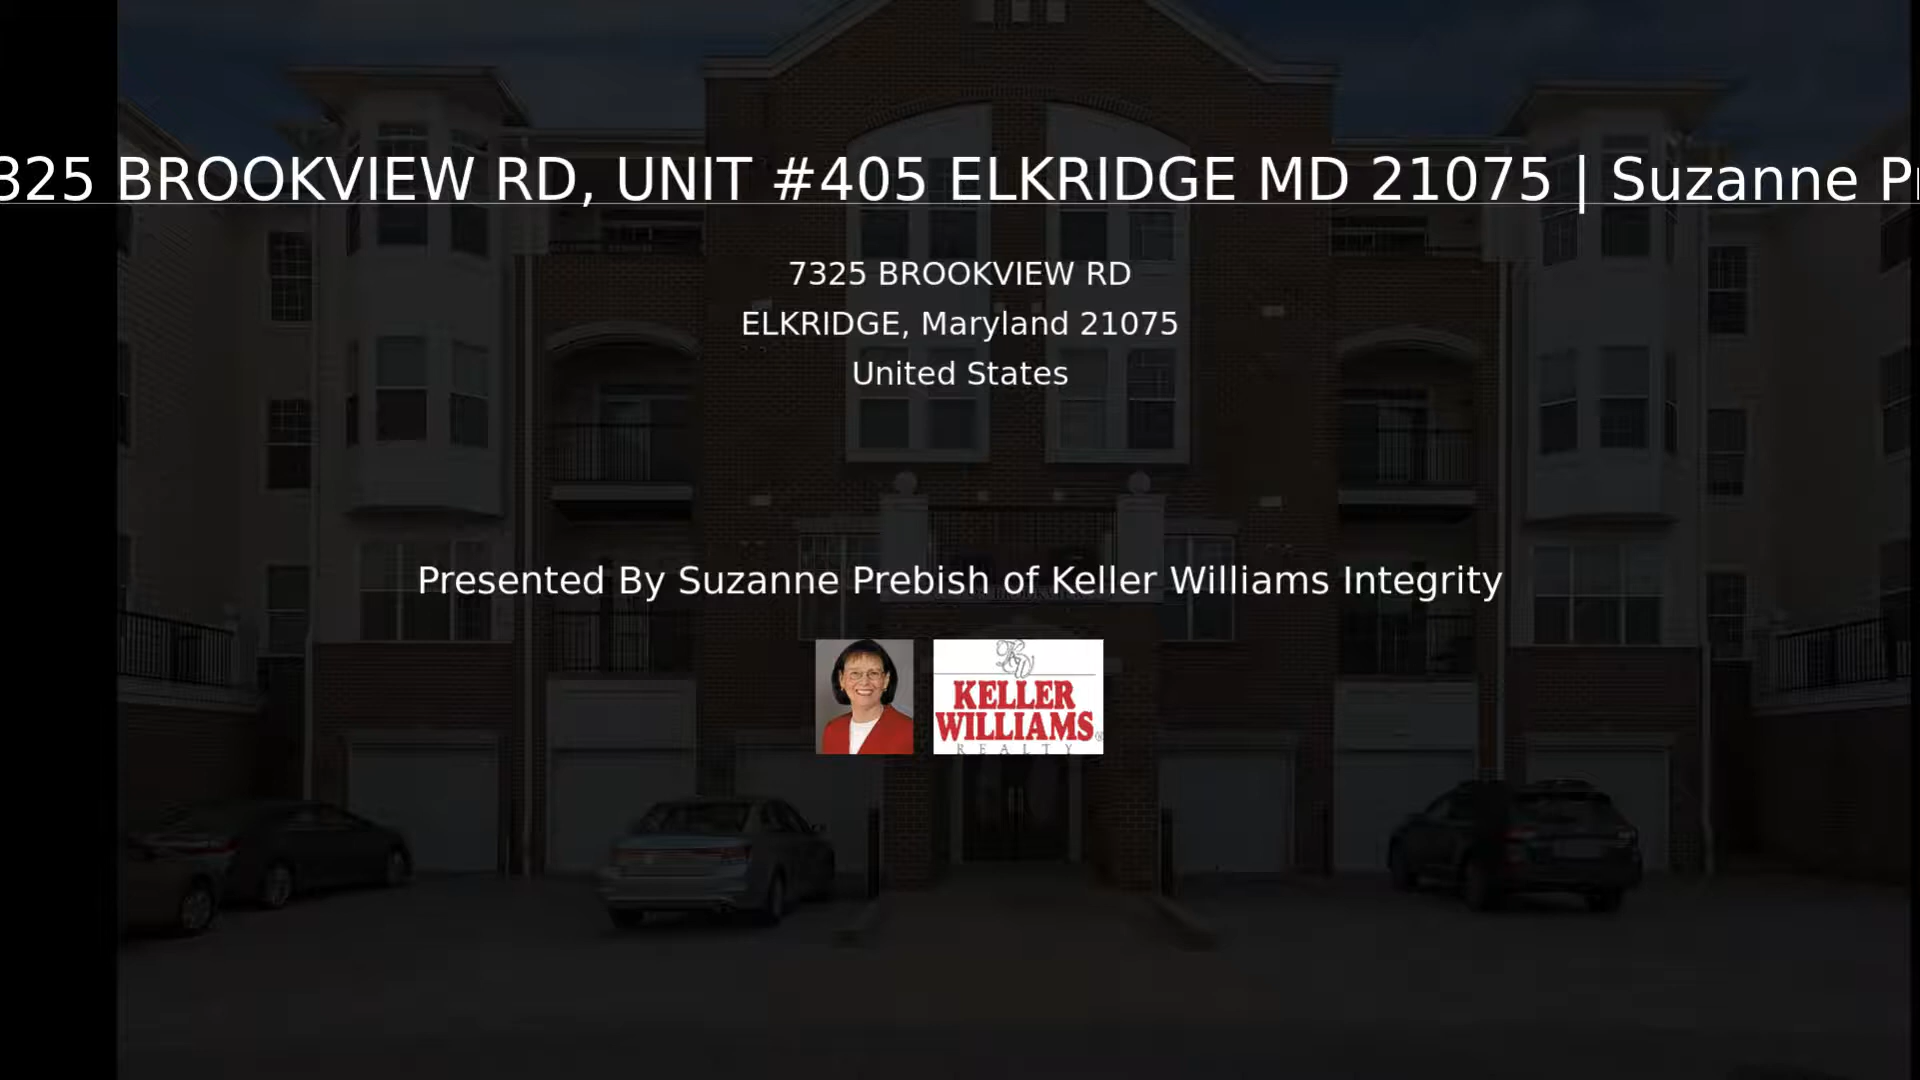 325 BROOKVIEW RD, UNIT #405 ELKRIDGE MD 21075 | Suzanne P
7325 BROOKVIEW RD
ELKRIDGE, Maryland 21075
United States
Presented By Suzanne Prebish of Keller Williams Integrity
KW
KELLER
WILLIAMS®
REALTY